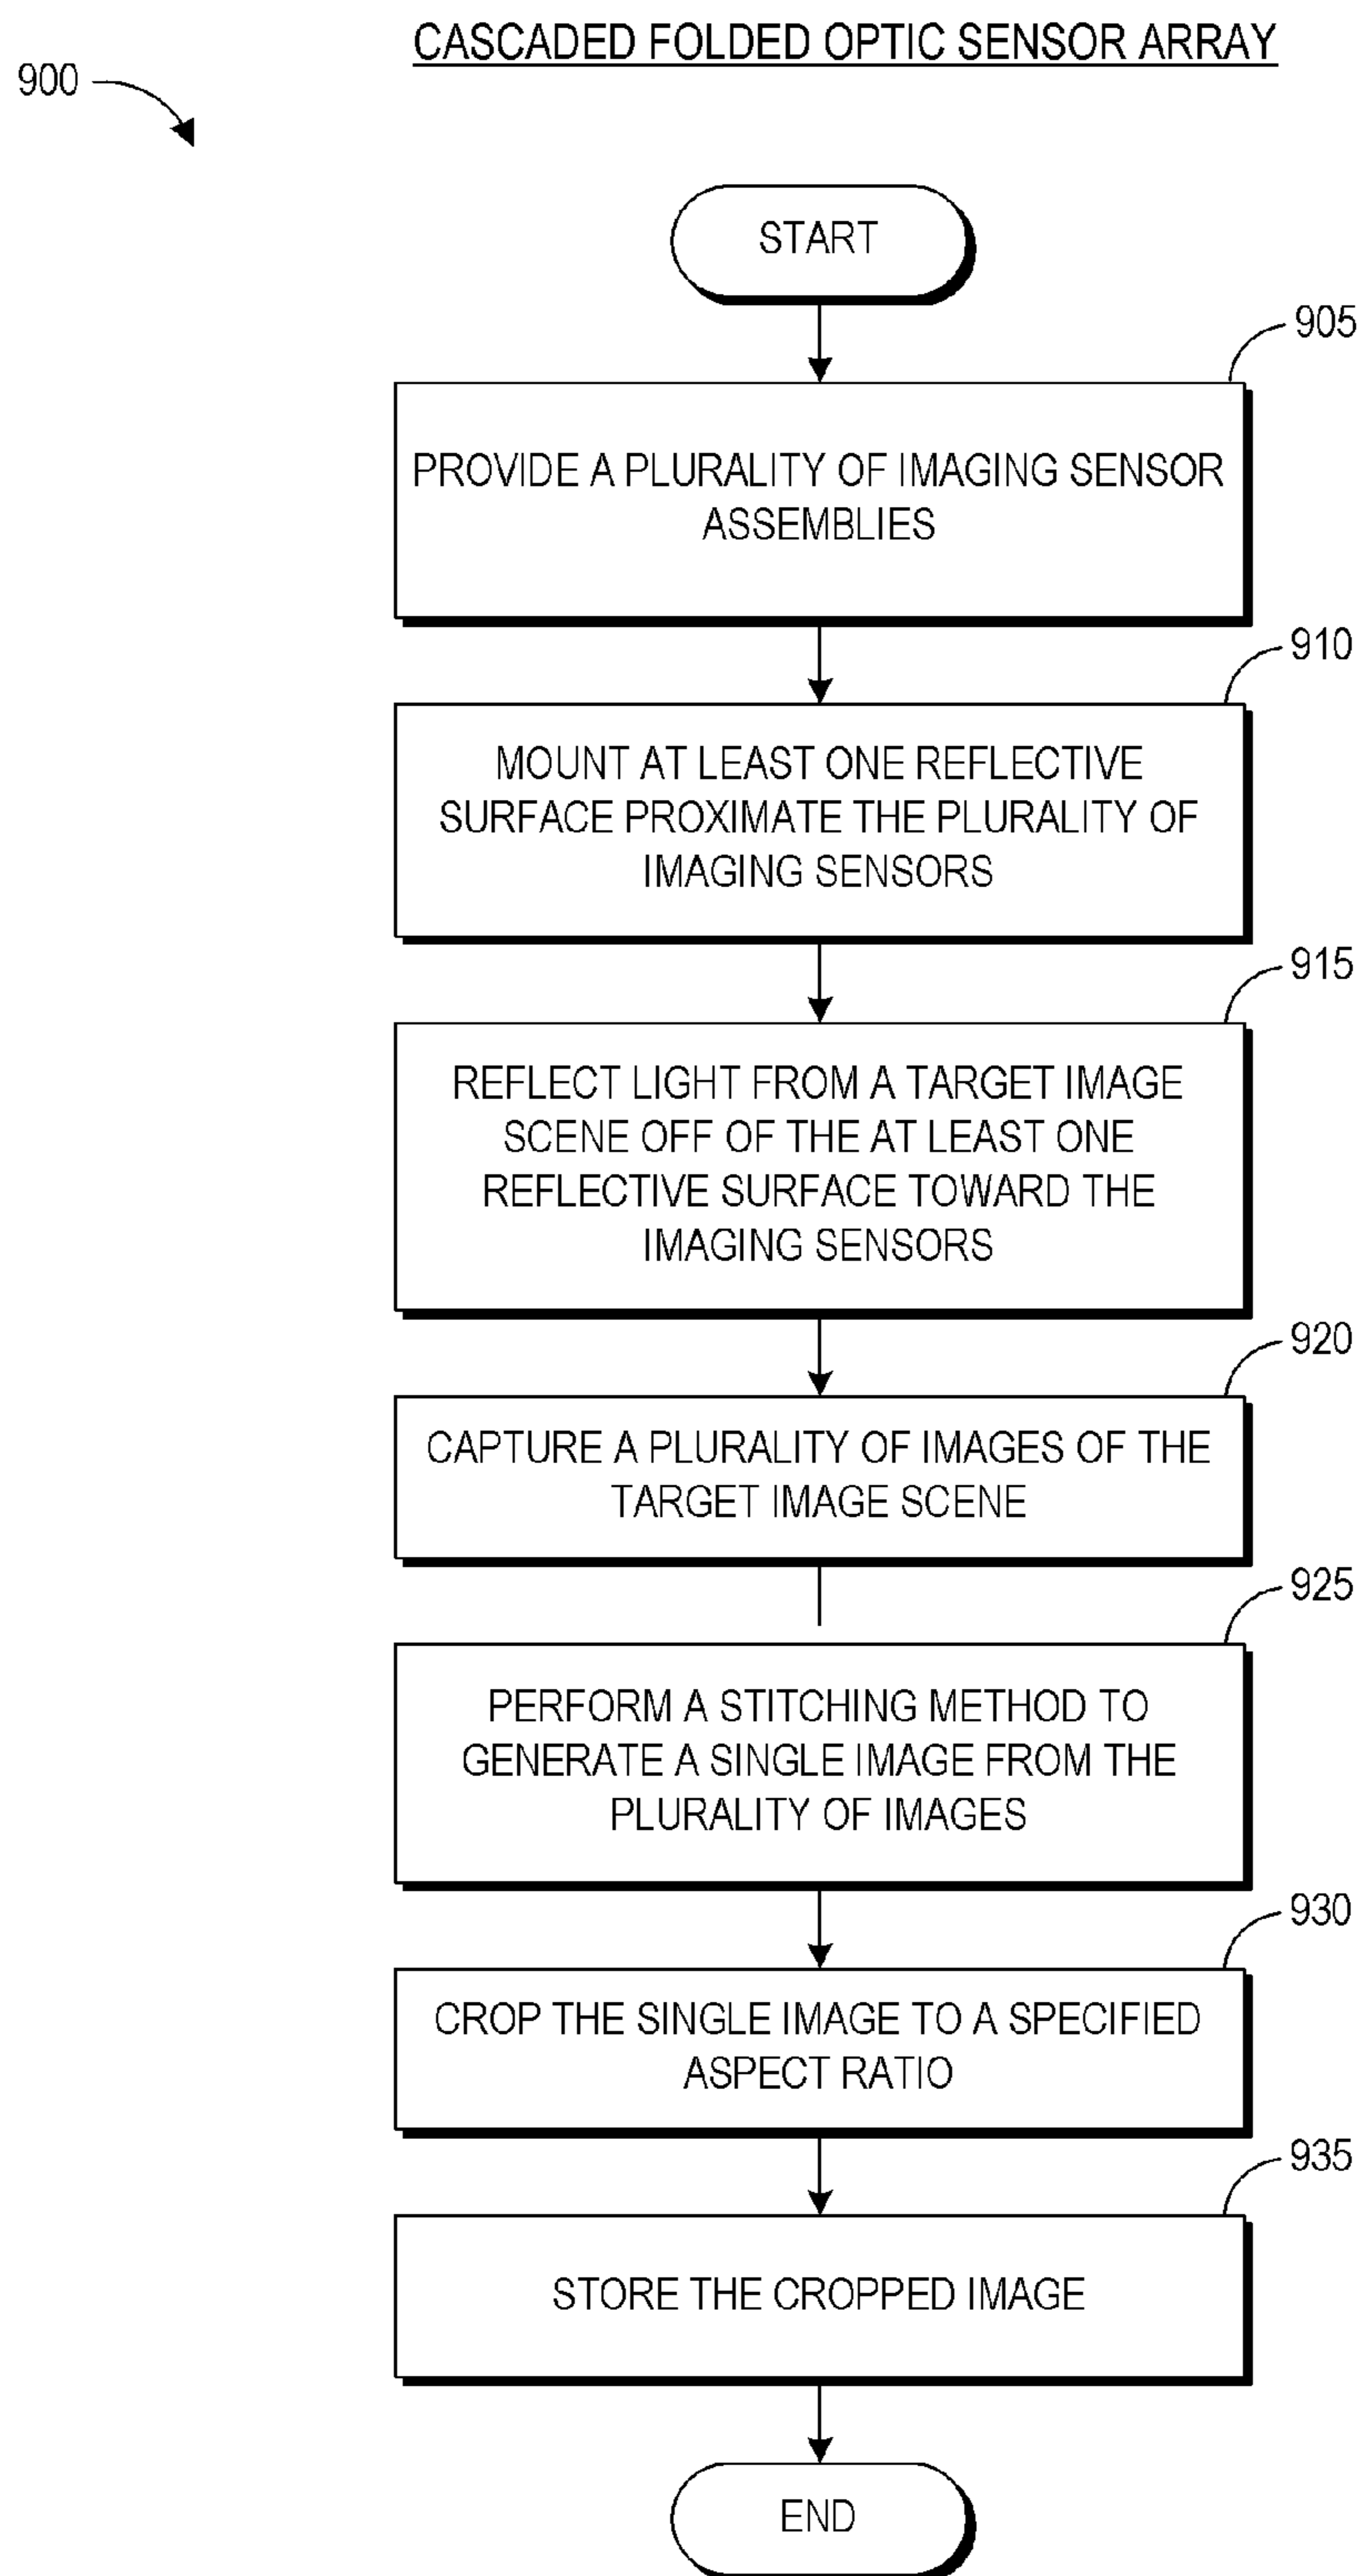 CASCADED FOLDED OPTIC SENSOR ARRAY
900
START
905
PROVIDE A PLURALITY OF IMAGING SENSOR
ASSEMBLIES
910
MOUNT AT LEAST ONE REFLECTIVE
SURFACE PROXIMATE THE PLURALITY OF
IMAGING SENSORS
915
REFLECT LIGHT FROM A TARGET IMAGE
SCENE OFF OF THE AT LEAST ONE
REFLECTIVE SURFACE TOWARD THE
IMAGING SENSORS
920
CAPTURE A PLURALITY OF IMAGES OF THE
TARGET IMAGE SCENE
925
PERFORM A STITCHING METHOD TO
GENERATE A SINGLE IMAGE FROM THE
PLURALITY OF IMAGES
930
CROP THE SINGLE IMAGE TO A SPECIFIED
ASPECT RATIO
935
STORE THE CROPPED IMAGE
END